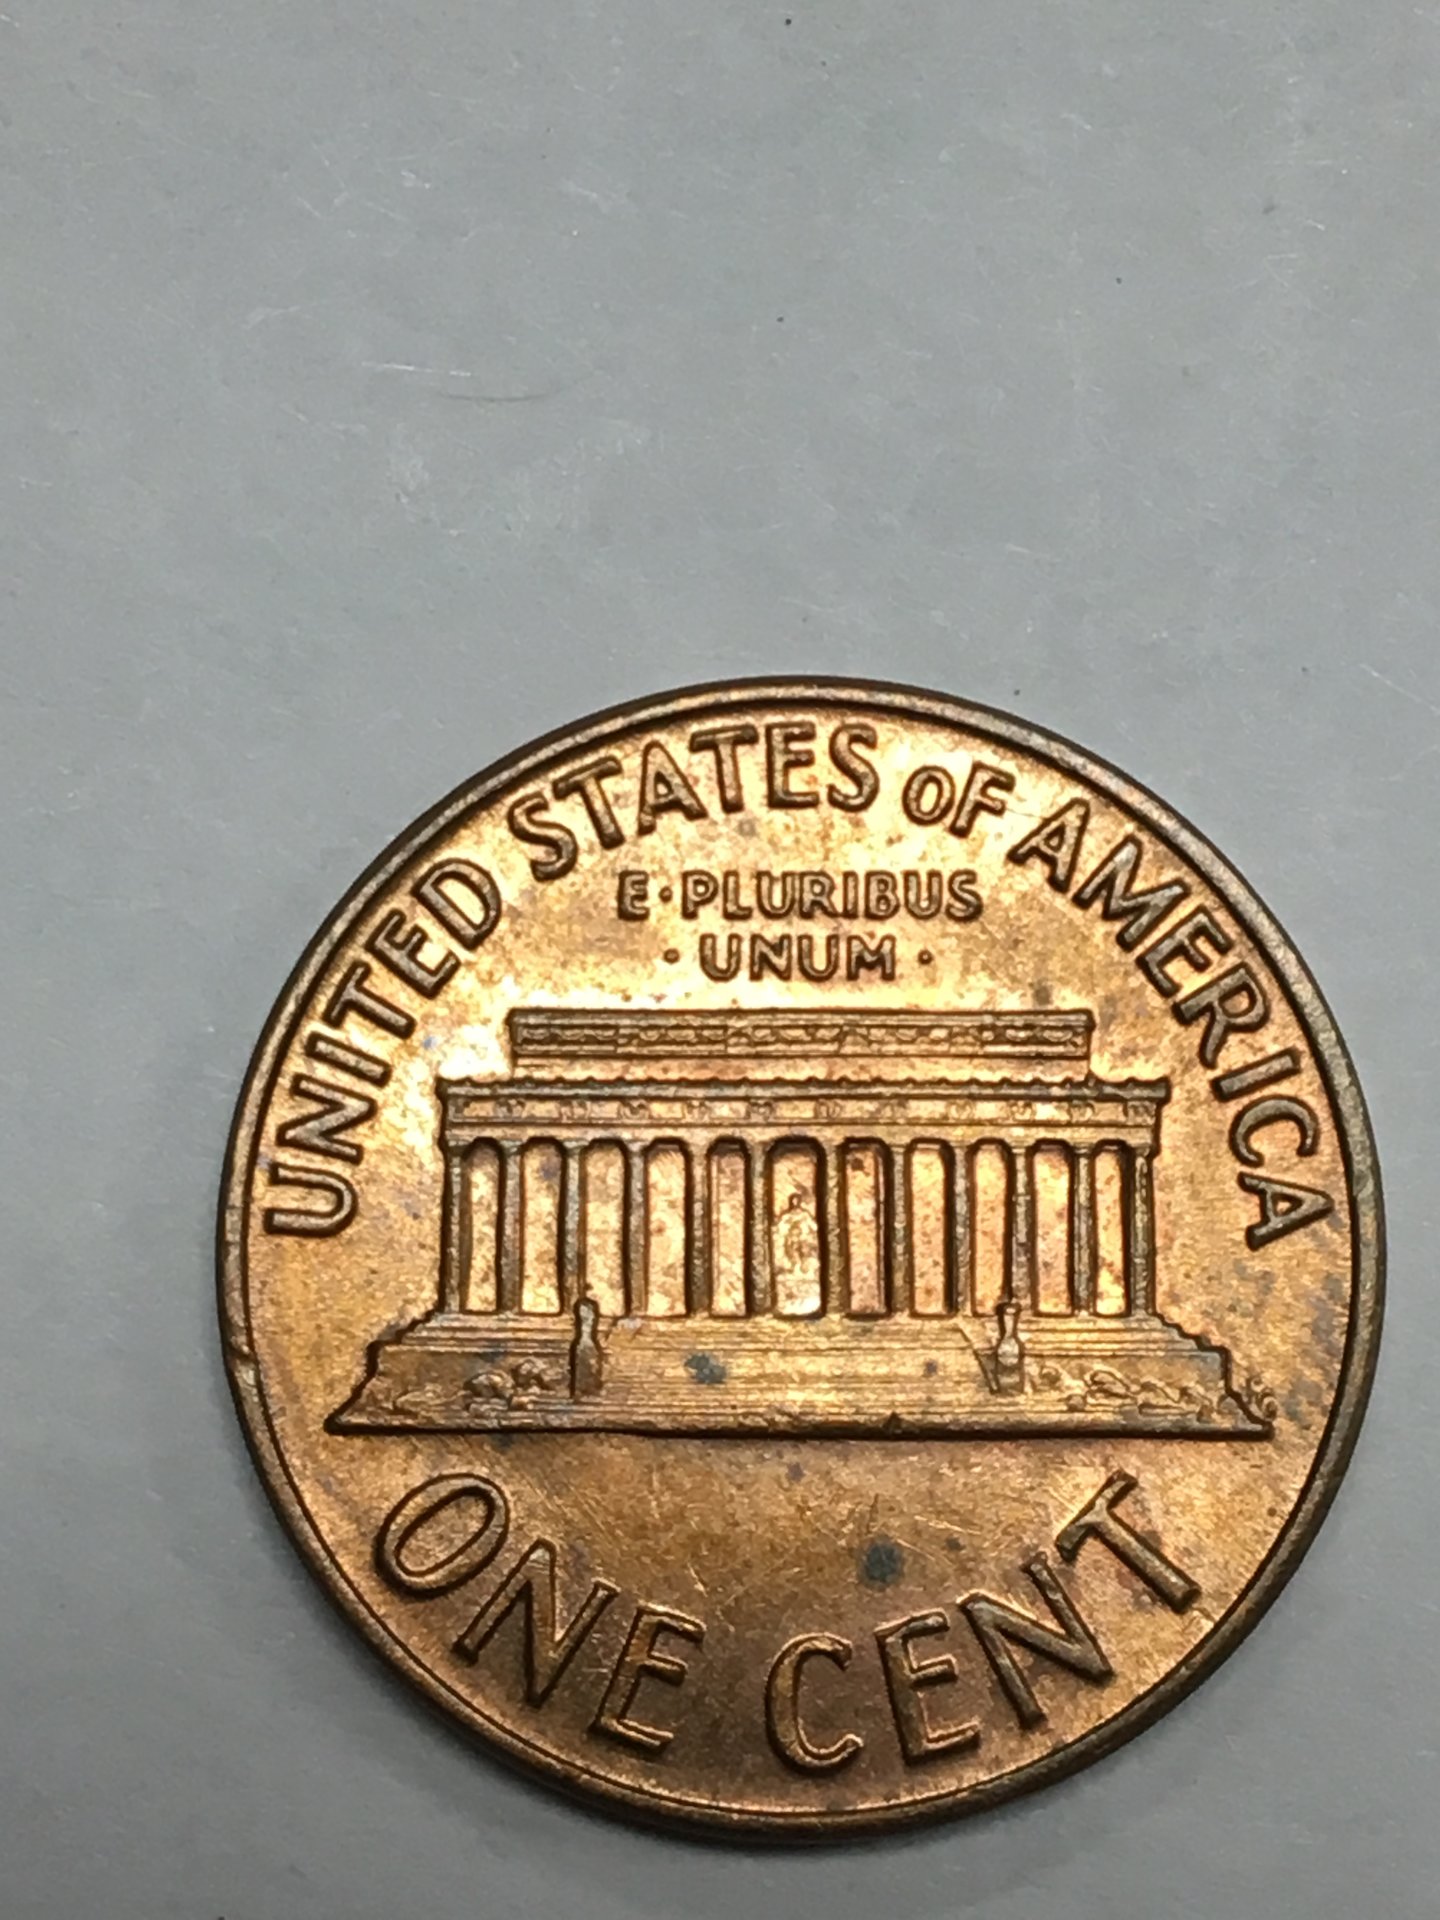 UNITED STATES OF AMERICA
E·PLURIBUS
·UNUM·
ONE CENT